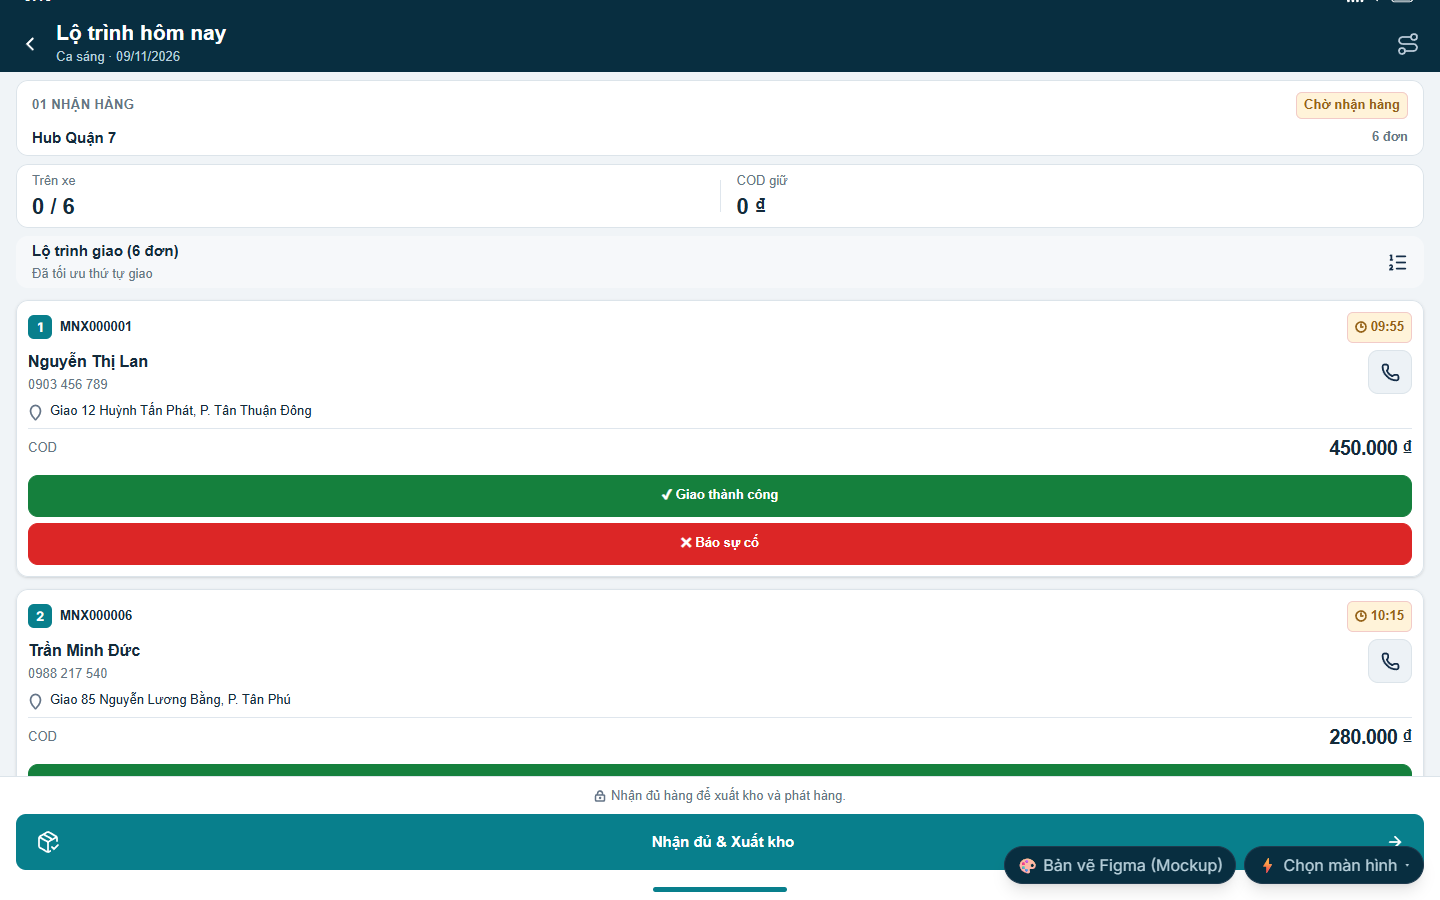 Lộ trình hôm nay
Ca sáng · 09/11/2026
01 NHẬN HÀNG
Chờ nhận hàng
Hub Quận 7
6 đơn
Trên xe
0 / 6
COD giữ
0 ₫
Lộ trình giao (6 đơn)
Đã tối ưu thứ tự giao
1 MNX000001
09:55
Nguyễn Thị Lan
0903 456 789
Giao 12 Huỳnh Tấn Phát, P. Tân Thuận Đông
COD
450.000 ₫
✓ Giao thành công
✕ Báo sự cố
2 MNX000006
10:15
Trần Minh Đức
0988 217 540
Giao 85 Nguyễn Lương Bằng, P. Tân Phú
COD
280.000 ₫
Nhận đủ hàng để xuất kho và phát hàng.
Nhận đủ & Xuất kho
Bản vẽ Figma (Mockup)
Chọn màn hình